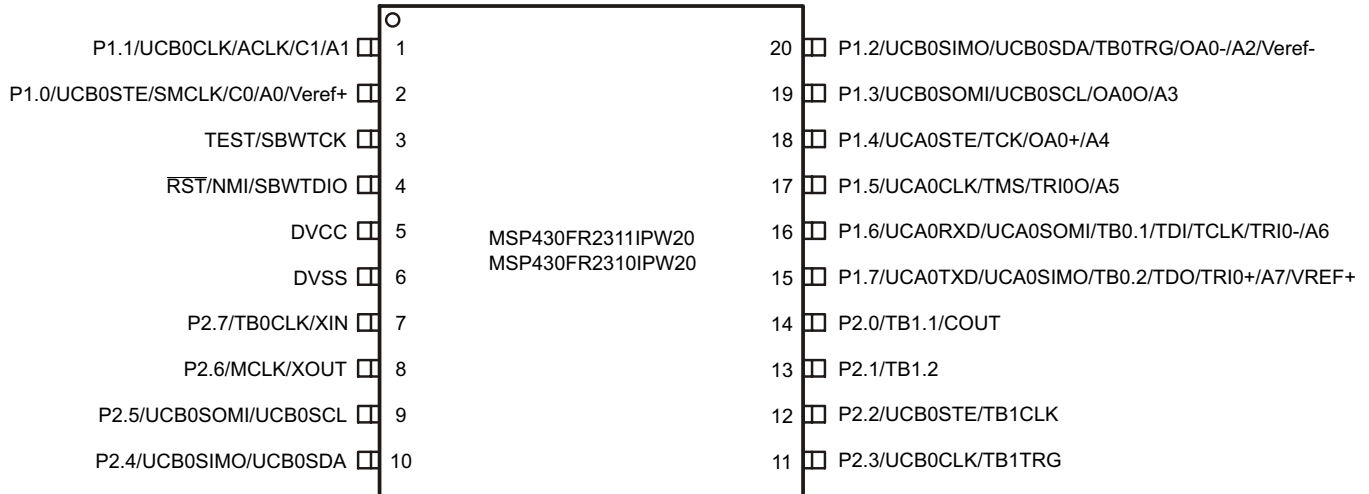 P1.1/UCB0CLK/ACLK/C1/A1 1
P1.0/UCB0STE/SMCLK/C0/A0/Veref+ 2
TEST/SBWTCK 3
RST/NMI/SBWTDIO 4
DVCC 5
DVSS 6
P2.7/TB0CLK/XIN 7
P2.6/MCLK/XOUT 8
P2.5/UCB0SOMI/UCB0SCL 9
P2.4/UCB0SIMO/UCB0SDA 10
MSP430FR2311IPW20
MSP430FR2310IPW20
20 P1.2/UCB0SIMO/UCB0SDA/TB0TRG/OA0-/A2/Veref-
19 P1.3/UCB0SOMI/UCB0SCL/OA0O/A3
18 P1.4/UCA0STE/TCK/OA0+/A4
17 P1.5/UCA0CLK/TMS/TRI0O/A5
16 P1.6/UCA0RXD/UCA0SOMI/TB0.1/TDI/TCLK/TRI0-/A6
15 P1.7/UCA0TXD/UCA0SIMO/TB0.2/TDO/TRI0+/A7/VREF+
14 P2.0/TB1.1/COUT
13 P2.1/TB1.2
12 P2.2/UCB0STE/TB1CLK
11 P2.3/UCB0CLK/TB1TRG